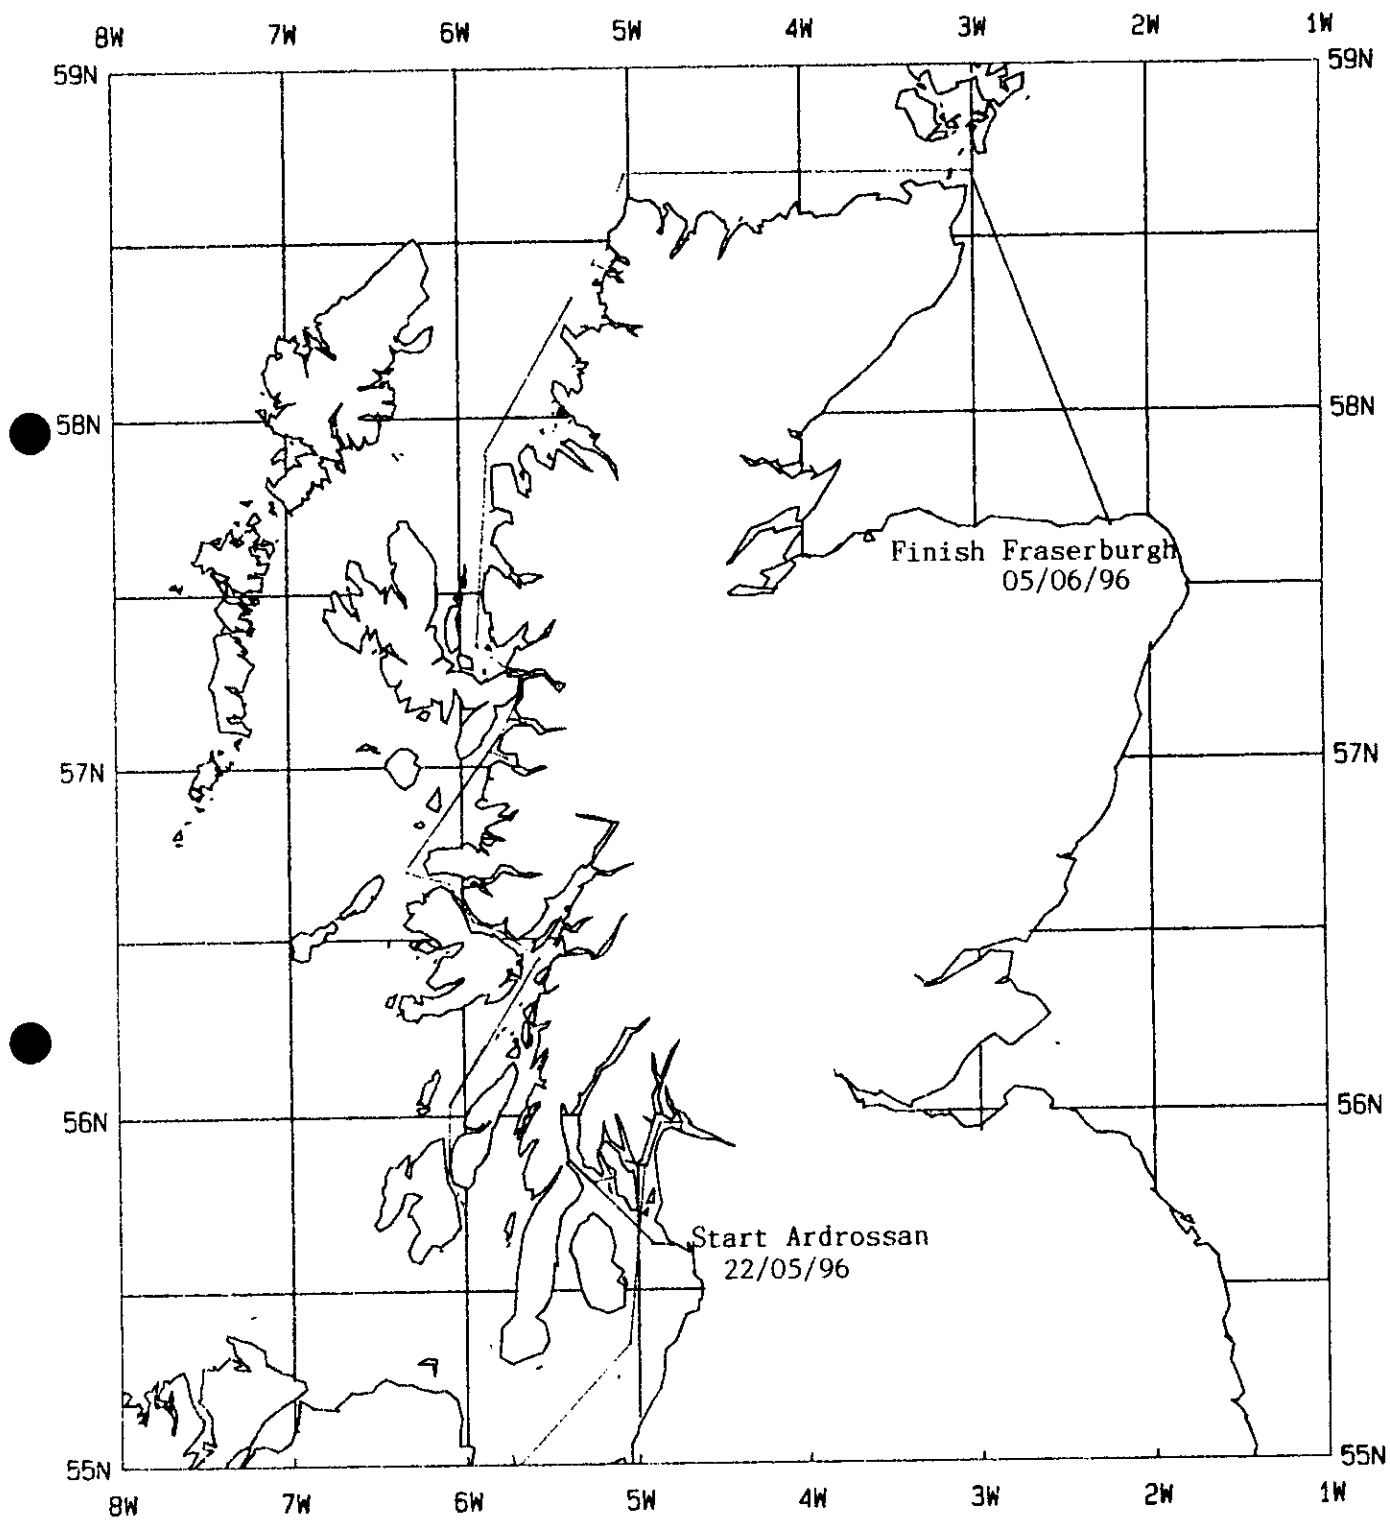 8W 7W 6W 5W 4W 3W 2W 1W
59N 59N
58N 58N
Finish Fraserburgh
05/06/96
57N 57N
56N 56N
Start Ardrossan
22/05/96
55N 55N
8W 7W 6W 5W 4W 3W 2W 1W